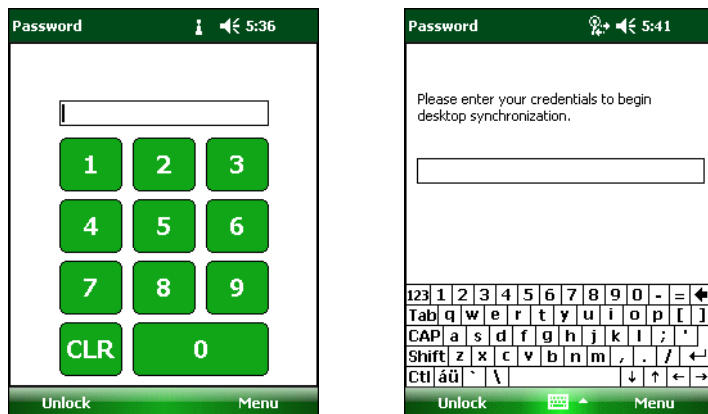 Password 5:36
1 2 3
4 5 6
7 8 9
CLR 0
Unlock Menu
Password 5:41
Please enter your credentials to begin
desktop synchronization.
123 1 2 3 4 5 6 7 8 9 0 - =
Tab q w e r t y u i o p [ ]
CAP a s d f g h j k l ; '
Shift z x c v b n m , . /
Ctl áü ` \
Unlock Menu